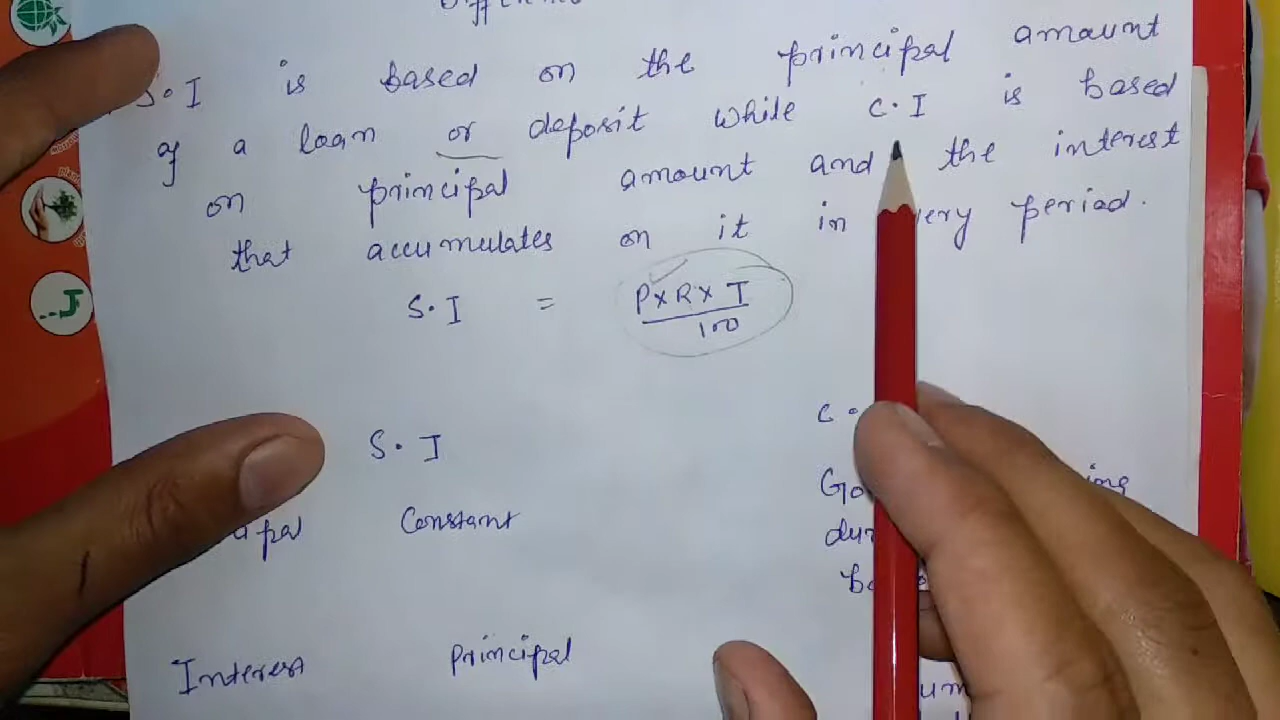 S.I is based on the principal amount
of a loan or deposit while C.I is based
on principal amount and the interest
that accumulates on it in period.
S.I = P×R×T
100
S.I
Constant
Interest Principal